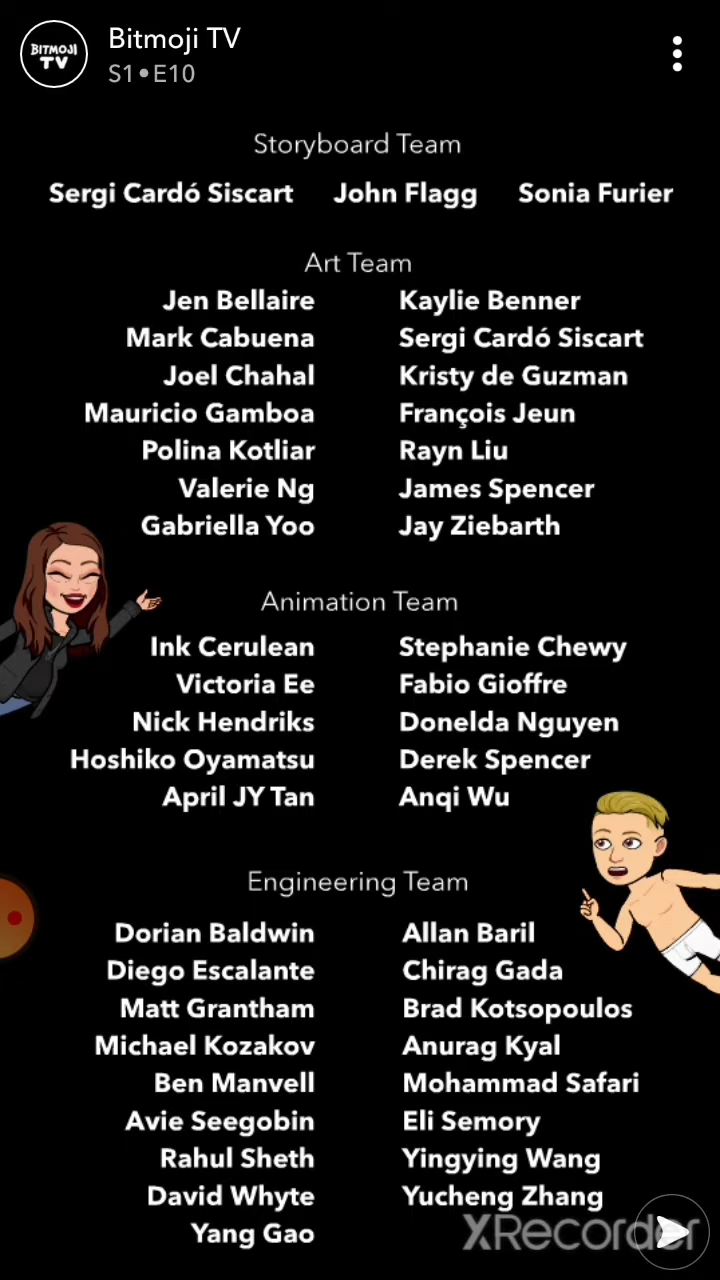 BITMOJI
TV
Bitmoji TV
S1•E10
Storyboard Team
Sergi Cardó Siscart John Flagg Sonia Furier
Art Team
Jen Bellaire Kaylie Benner
Mark Cabuena Sergi Cardó Siscart
Joel Chahal Kristy de Guzman
Mauricio Gamboa François Jeun
Polina Kotliar Rayn Liu
Valerie Ng James Spencer
Gabriella Yoo Jay Ziebarth
Animation Team
Ink Cerulean Stephanie Chewy
Victoria Ee Fabio Gioffre
Nick Hendriks Donelda Nguyen
Hoshiko Oyamatsu Derek Spencer
April JY Tan Anqi Wu
Engineering Team
Dorian Baldwin Allan Baril
Diego Escalante Chirag Gada
Matt Grantham Brad Kotsopoulos
Michael Kozakov Anurag Kyal
Ben Manvell Mohammad Safari
Avie Seegobin Eli Semory
Rahul Sheth Yingying Wang
David Whyte Yucheng Zhang
Yang Gao
XRecorder